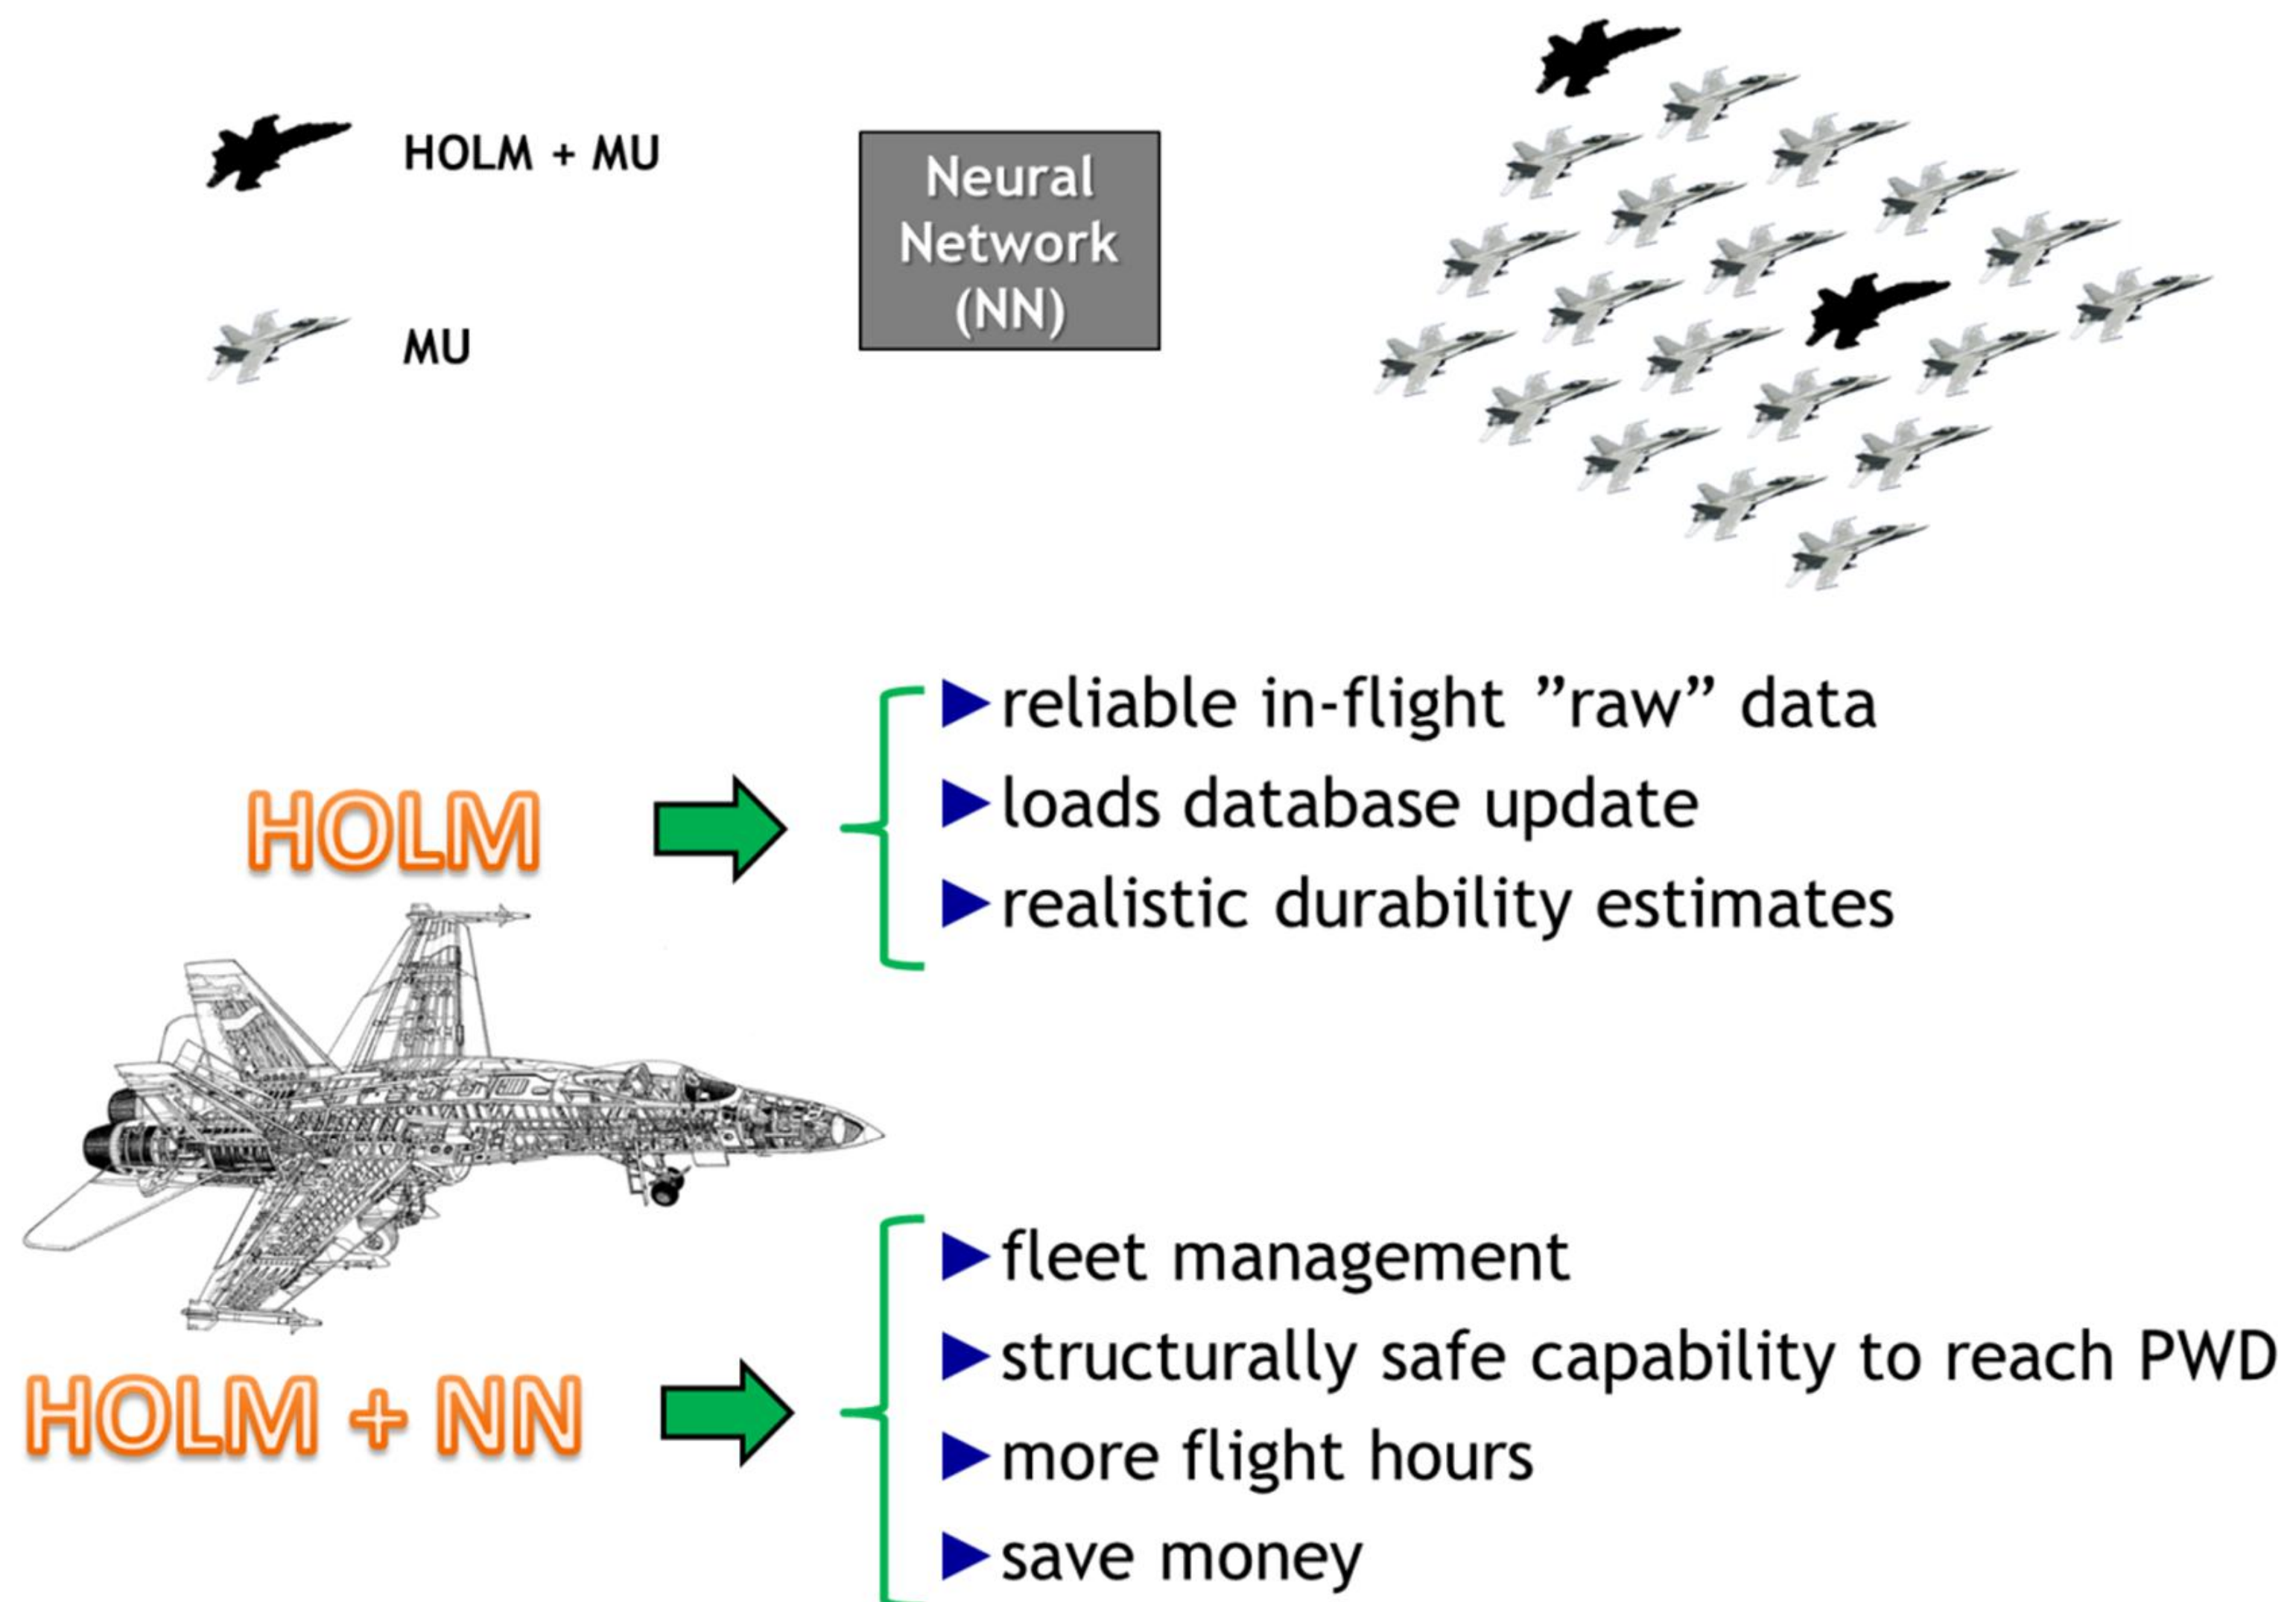 HOLM + MU
MU
Neural
Network
(NN)
HOLM
reliable in-flight ”raw” data
loads database update
realistic durability estimates
HOLM + NN
fleet management
structurally safe capability to reach PWD
more flight hours
save money